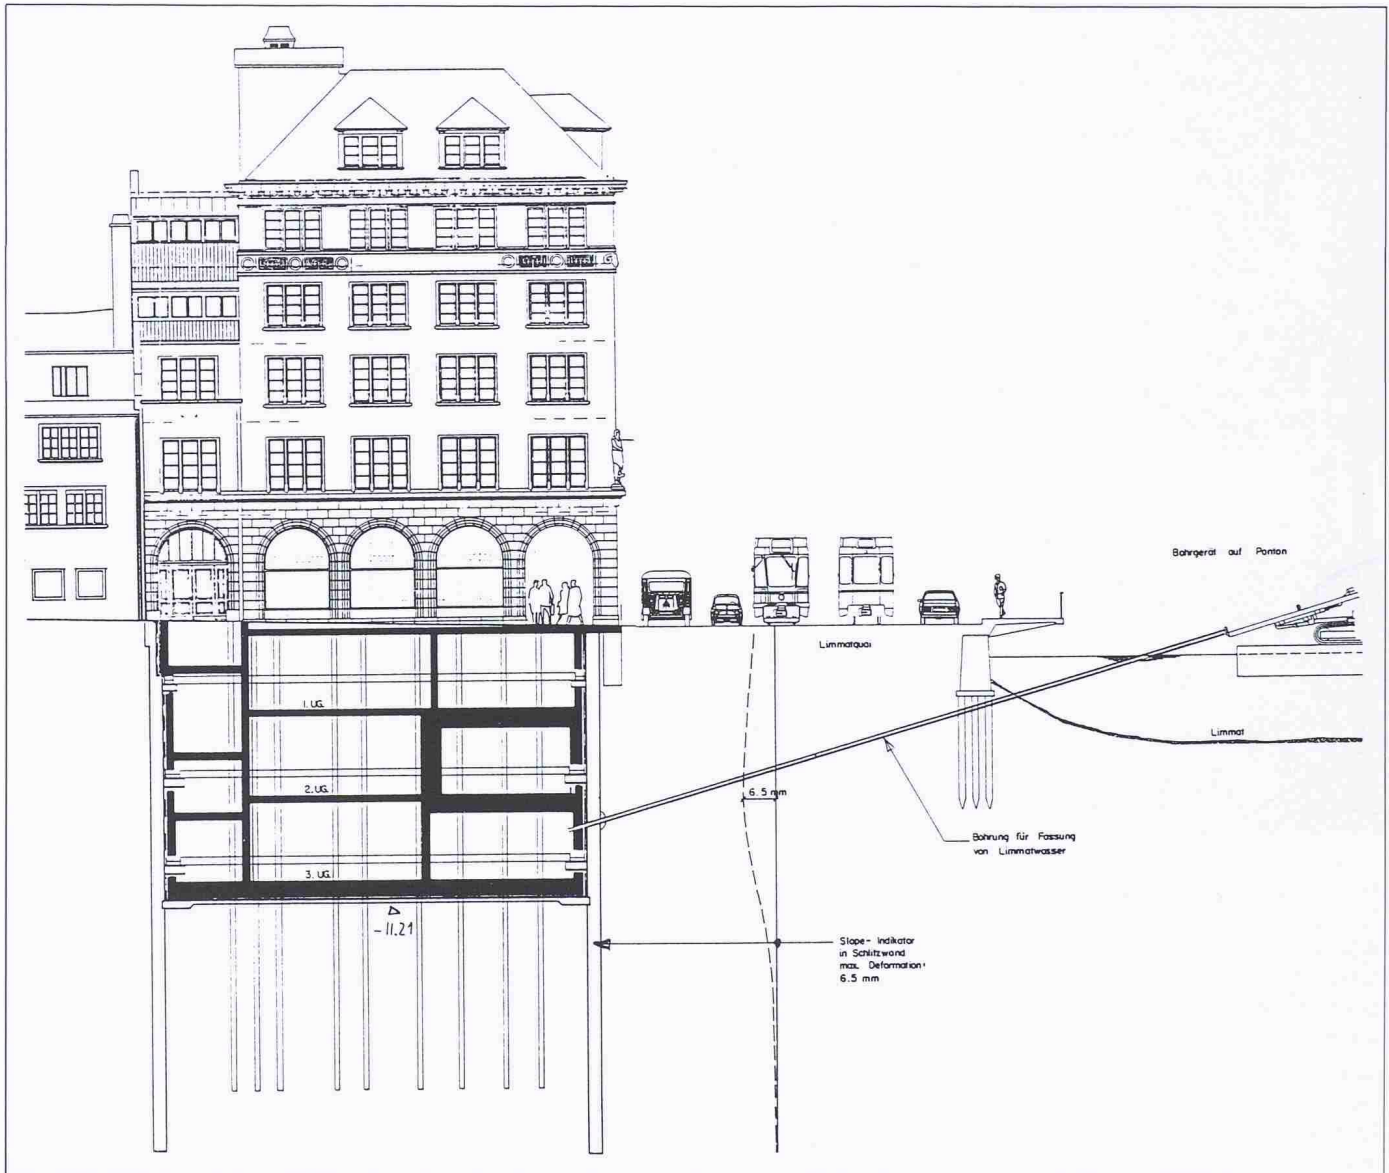 Bohrgerät auf Ponton
Limmatquai
1. UG.
Limmat
2. UG.
6.5 mm
Bohrung für Fassung
von Limmatwasser
3. UG.
-11.21
Slope-Indikator
in Schlitzwand
max. Deformation:
6.5 mm